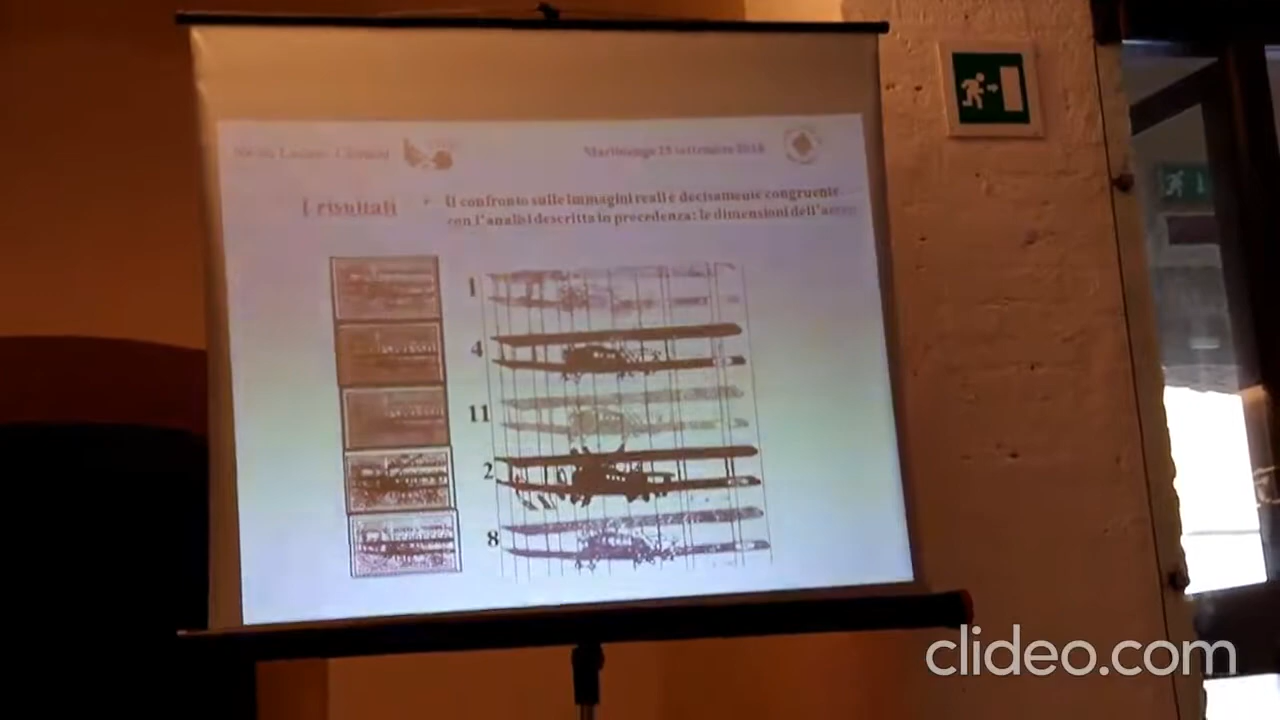 Martinengo 15 settembre 2018
I risultati
• Il confronto sulle immagini reali è decisamente congruente
con l'analisi descritta in precedenza: le dimensioni dell'aereo
1
4
11
2
8
clideo.com